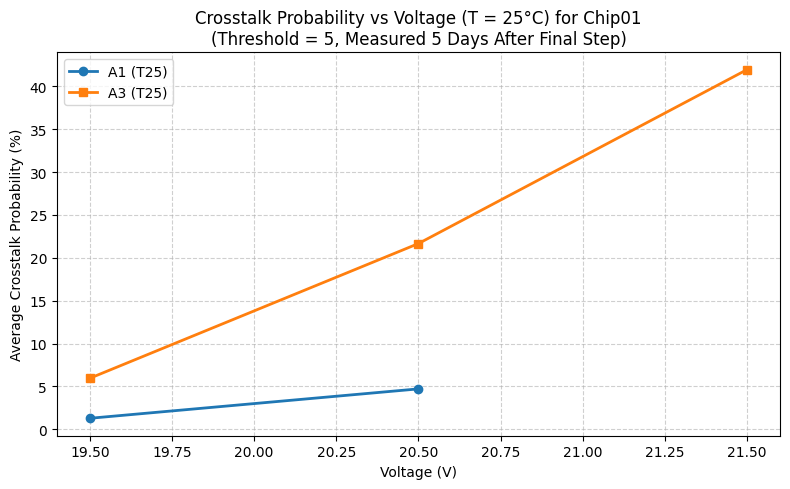 Crosstalk Probability vs Voltage (T = 25°C) for Chip01
(Threshold = 5, Measured 5 Days After Final Step)
A1 (T25)
A3 (T25)
Average Crosstalk Probability (%)
40
35
30
25
20
15
10
5
0
19.50 19.75 20.00 20.25 20.50 20.75 21.00 21.25 21.50
Voltage (V)